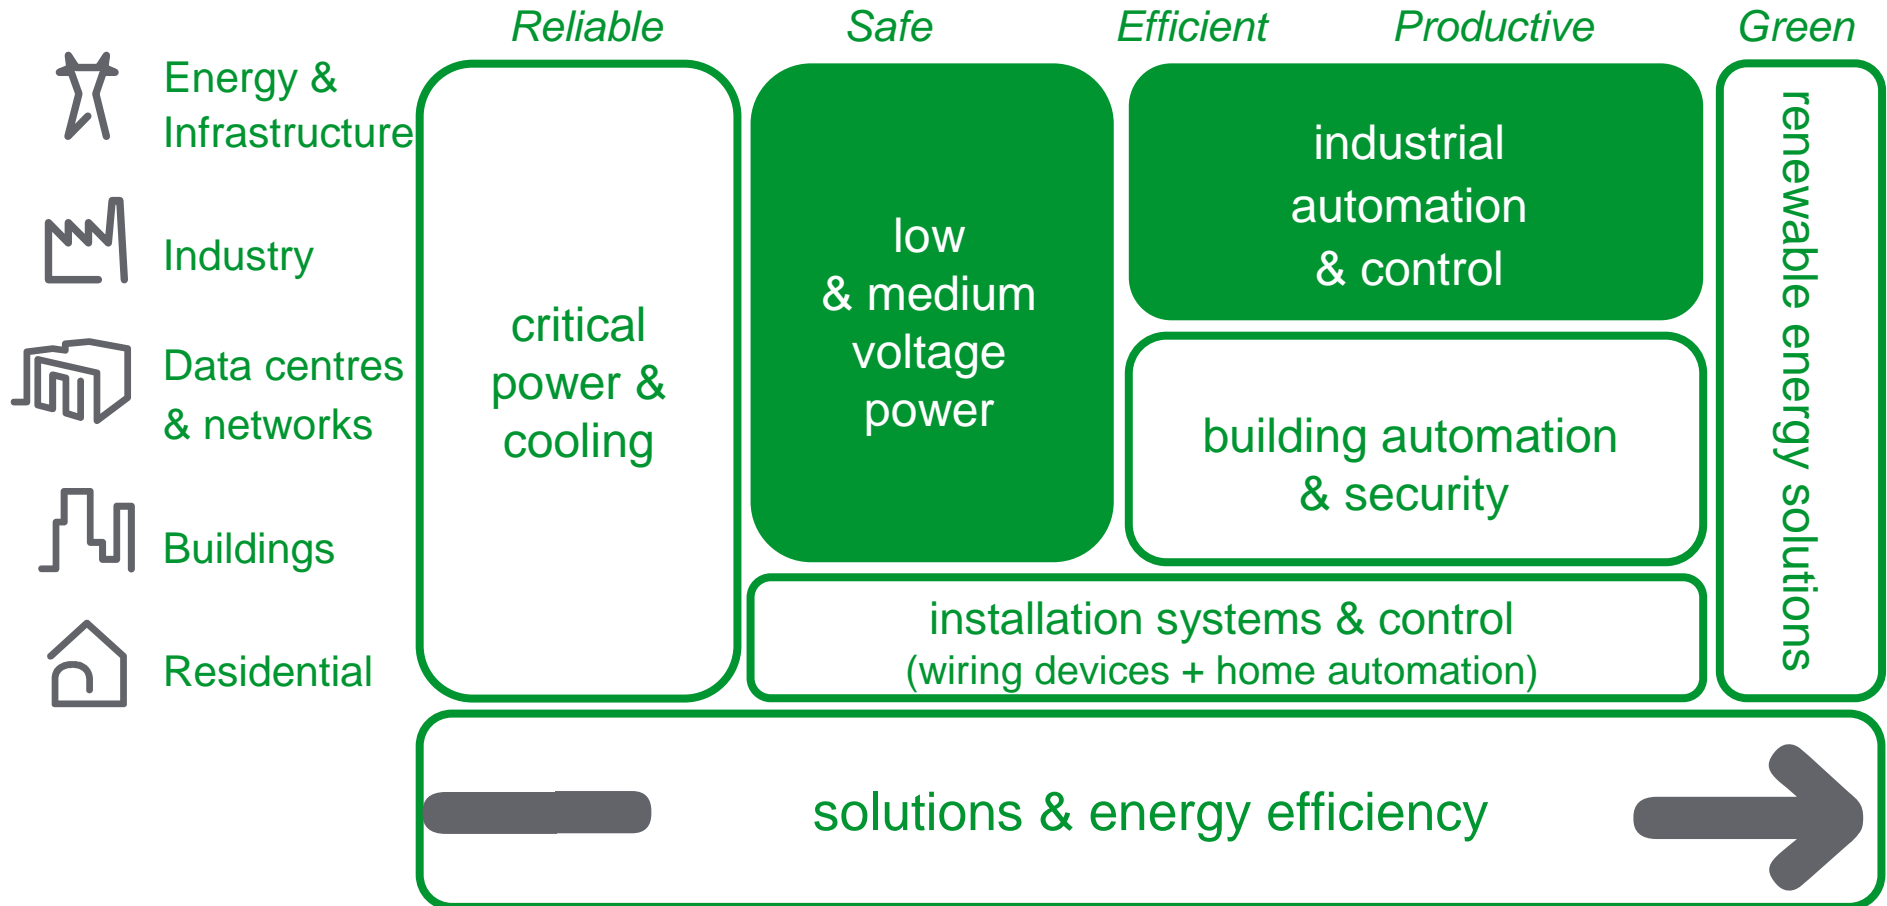 Reliable Safe Efficient Productive Green
Energy &
Infrastructure
Industry
Data centres
& networks
Buildings
Residential
critical
power &
cooling
low
& medium
voltage
power
industrial
automation
& control
building automation
& security
installation systems & control
(wiring devices + home automation)
renewable energy solutions
solutions & energy efficiency